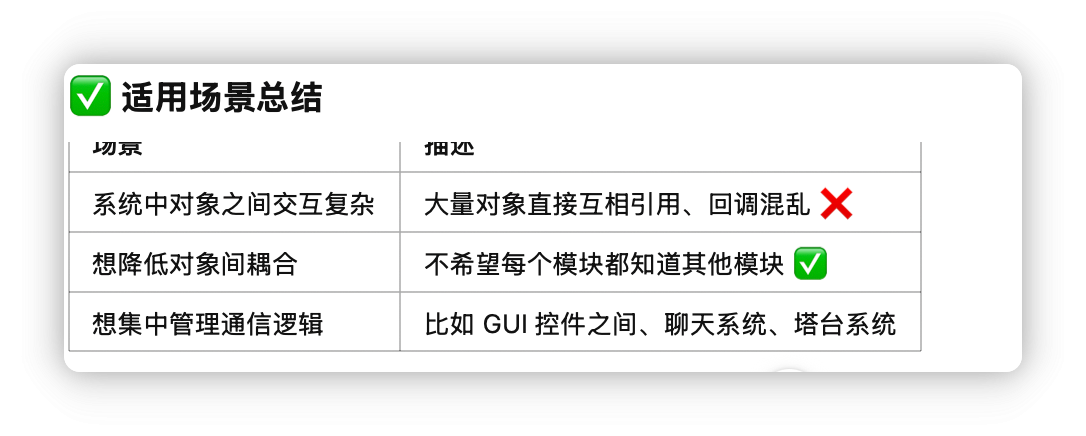 ✅ 适用场景总结
场景 描述
系统中对象之间交互复杂 大量对象直接互相引用、回调混乱 ❌
想降低对象间耦合 不希望每个模块都知道其他模块 ✅
想集中管理通信逻辑 比如 GUI 控件之间、聊天系统、塔台系统